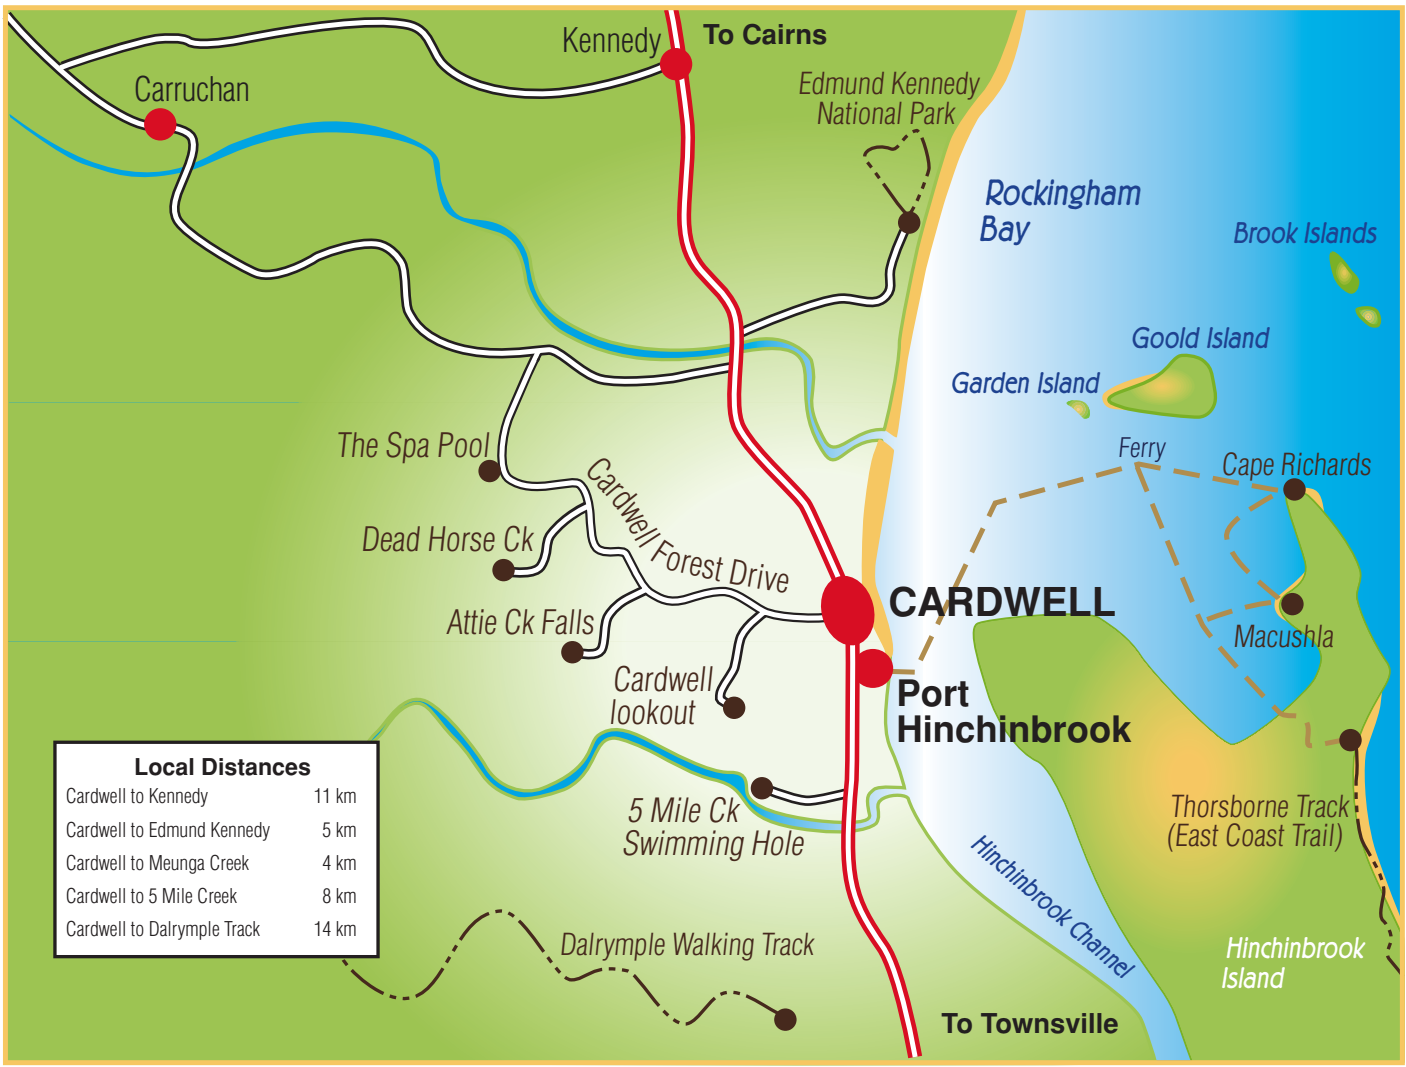 Kennedy
To Cairns
Carruchan
Edmund Kennedy
National Park
Rockingham
Bay
Brook Islands
Goold Island
Garden Island
The Spa Pool
Ferry
Cape Richards
Dead Horse Ck
Cardwell Forest Drive
CARDWELL
Attie Ck Falls
Macushla
Cardwell
lookout
Port
Hinchinbrook
Local Distances
Cardwell to Kennedy 11 km
Cardwell to Edmund Kennedy 5 km
Cardwell to Meunga Creek 4 km
Cardwell to 5 Mile Creek 8 km
Cardwell to Dalrymple Track 14 km
5 Mile Ck
Swimming Hole
Thorsborne Track
(East Coast Trail)
Hinchinbrook Channel
Dalrymple Walking Track
Hinchinbrook
Island
To Townsville